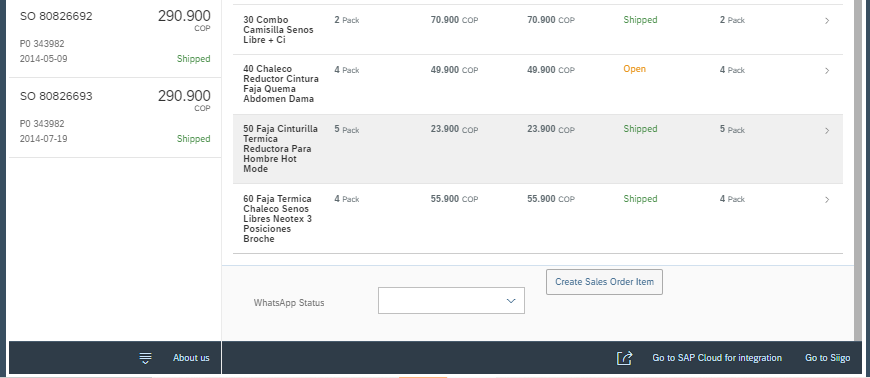 SO 80826692
290.900
COP
P0 343982
2014-05-09
Shipped
SO 80826693
290.900
COP
P0 343982
2014-07-19
Shipped
30 Combo
Camisilla Senos
Libre + Ci
2 Pack
70.900 COP
70.900 COP
Shipped
2 Pack
40 Chaleco
Reductor Cintura
Faja Quema
Abdomen Dama
4 Pack
49.900 COP
49.900 COP
Open
4 Pack
50 Faja Cinturilla
Termica
Reductora Para
Hombre Hot
Mode
5 Pack
23.900 COP
23.900 COP
Shipped
5 Pack
60 Faja Termica
Chaleco Senos
Libres Neotex 3
Posiciones
Broche
4 Pack
55.900 COP
55.900 COP
Shipped
4 Pack
Create Sales Order Item
WhatsApp Status
About us
Go to SAP Cloud for integration
Go to Siigo